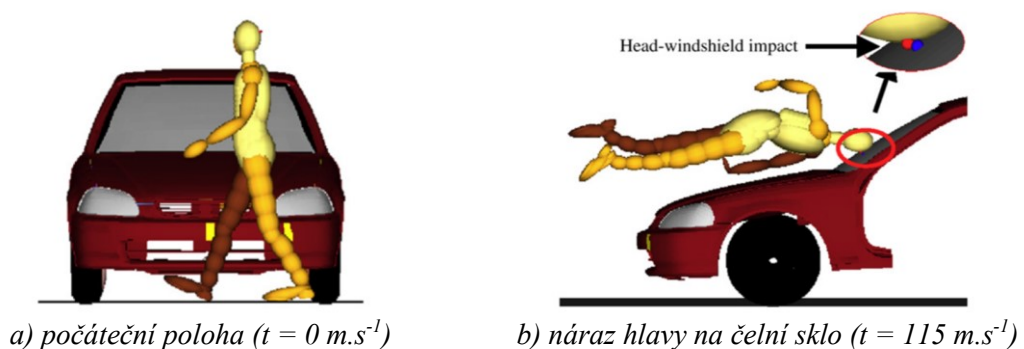 Head-windshield impact
a) počáteční poloha (t = 0 m.s⁻¹)
b) náraz hlavy na čelní sklo (t = 115 m.s⁻¹)